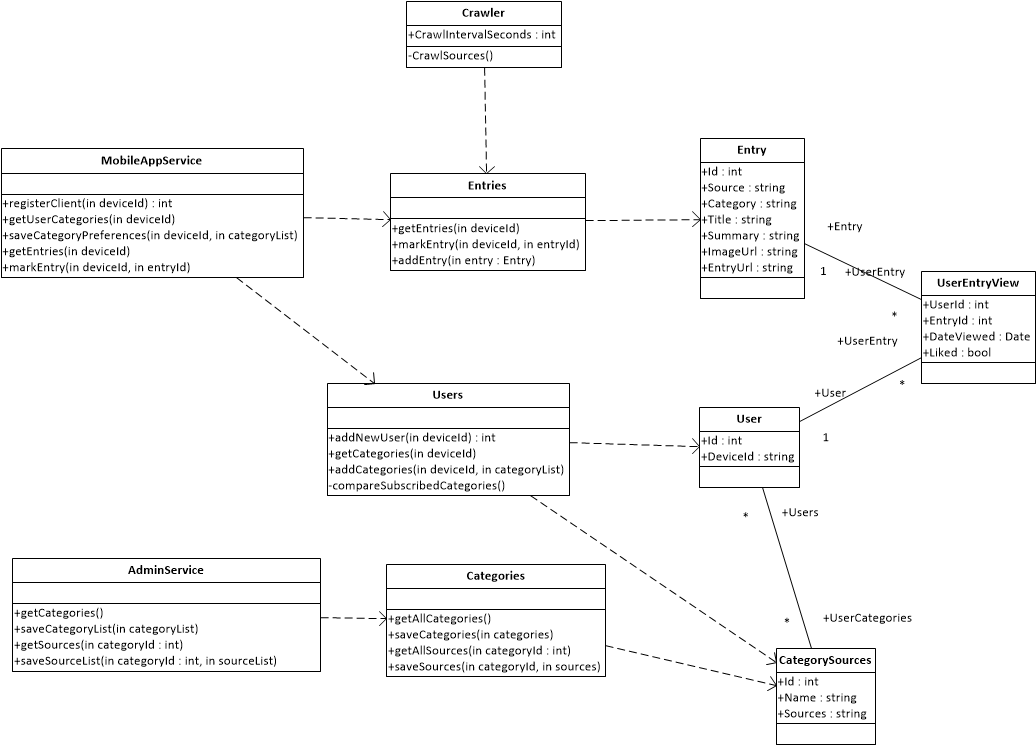 Crawler
+CrawlIntervalSeconds : int
-CrawlSources()
MobileAppService
+registerClient(in deviceId) : int
+getUserCategories(in deviceId)
+saveCategoryPreferences(in deviceId, in categoryList)
+getEntries(in deviceId)
+markEntry(in deviceId, in entryId)
Entries
+getEntries(in deviceId)
+markEntry(in deviceId, in entryId)
+addEntry(in entry : Entry)
Entry
+Id : int
+Source : string
+Category : string
+Title : string
+Summary : string
+ImageUrl : string
+EntryUrl : string
+Entry
1
+UserEntry
*
UserEntryView
+UserId : int
+EntryId : int
+DateViewed : Date
+Liked : bool
+UserEntry
*
+User
1
Users
+addNewUser(in deviceId) : int
+getCategories(in deviceId)
+addCategories(in deviceId, in categoryList)
-compareSubscribedCategories()
User
+Id : int
+DeviceId : string
*
+Users
AdminService
+getCategories()
+saveCategoryList(in categoryList)
+getSources(in categoryId : int)
+saveSourceList(in categoryId : int, in sourceList)
Categories
+getAllCategories()
+saveCategories(in categories)
+getAllSources(in categoryId : int)
+saveSources(in categoryId, in sources)
*
+UserCategories
CategorySources
+Id : int
+Name : string
+Sources : string